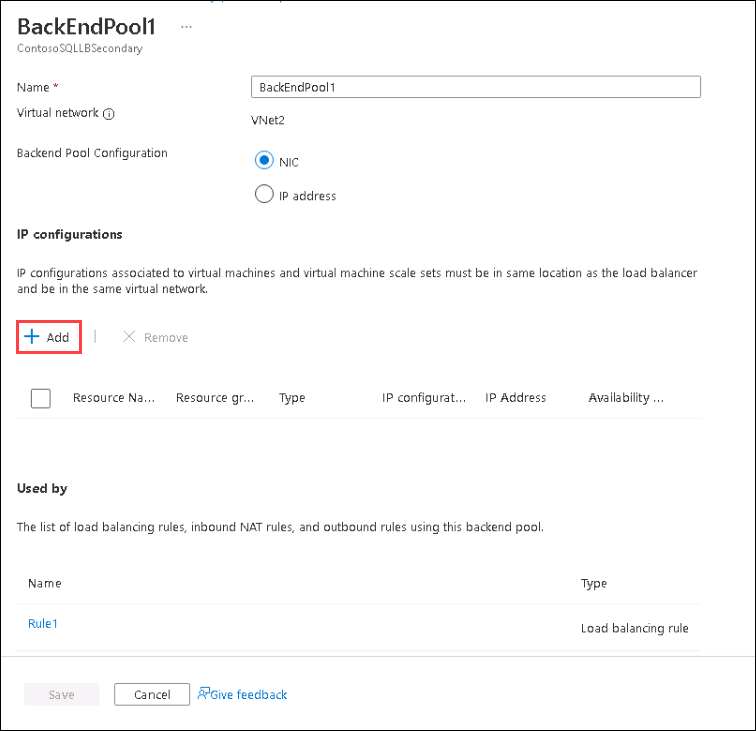 BackEndPool1 ...
ContosoSQLLBSecondary
Name *
BackEndPool1
Virtual network
VNet2
Backend Pool Configuration
NIC
IP address
IP configurations
IP configurations associated to virtual machines and virtual machine scale sets must be in same location as the load balancer
and be in the same virtual network.
+ Add | × Remove
Resource Na... Resource gr... Type IP configurat... IP Address Availability ...
Used by
The list of load balancing rules, inbound NAT rules, and outbound rules using this backend pool.
Name Type
Rule1 Load balancing rule
Save Cancel Give feedback